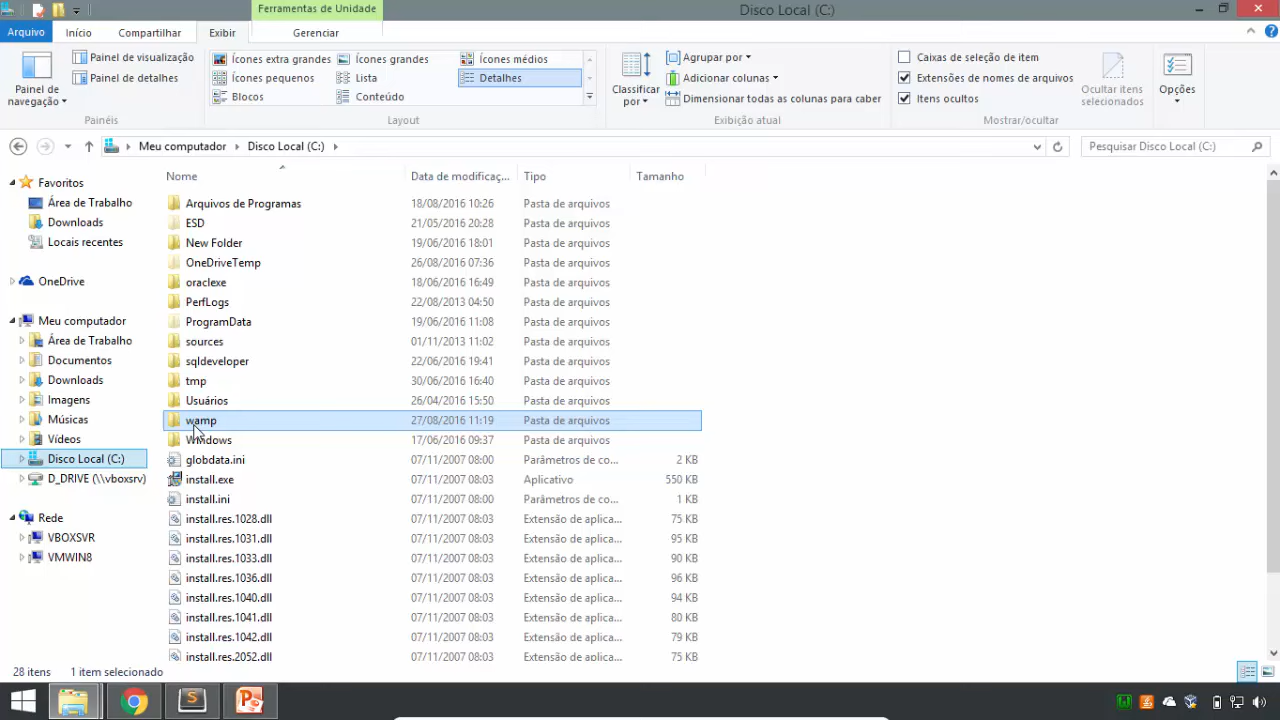 Ferramentas de Unidade
Disco Local (C:)
Arquivo
Início
Compartilhar
Exibir
Gerenciar
Painel de navegação
Painel de visualização
Painel de detalhes
Painéis
Ícones extra grandes
Ícones grandes
Ícones médios
Ícones pequenos
Lista
Detalhes
Blocos
Conteúdo
Layout
Classificar por
Agrupar por
Adicionar colunas
Dimensionar todas as colunas para caber
Exibição atual
Caixas de seleção de item
Extensões de nomes de arquivos
Itens ocultos
Ocultar itens selecionados
Mostrar/ocultar
Opções
Meu computador
Disco Local (C:)
Pesquisar Disco Local (C:)
Favoritos
Área de Trabalho
Downloads
Locais recentes
OneDrive
Meu computador
Área de Trabalho
Documentos
Downloads
Imagens
Músicas
Vídeos
Disco Local (C:)
D_DRIVE (\\vboxsrv)
Rede
VBOXSVR
VMWIN8
Nome Data de modificaç... Tipo Tamanho
Arquivos de Programas 18/08/2016 10:26 Pasta de arquivos
ESD 21/05/2016 20:28 Pasta de arquivos
New Folder 19/06/2016 18:01 Pasta de arquivos
OneDriveTemp 26/08/2016 07:36 Pasta de arquivos
oraclexe 18/06/2016 16:49 Pasta de arquivos
PerfLogs 22/08/2013 04:50 Pasta de arquivos
ProgramData 19/06/2016 11:08 Pasta de arquivos
sources 01/11/2013 11:02 Pasta de arquivos
sqldeveloper 22/06/2016 19:41 Pasta de arquivos
tmp 30/06/2016 16:40 Pasta de arquivos
Usuários 26/04/2016 15:50 Pasta de arquivos
wamp 27/08/2016 11:19 Pasta de arquivos
Windows 17/06/2016 09:37 Pasta de arquivos
globdata.ini 07/11/2007 08:00 Parâmetros de co... 2 KB
install.exe 07/11/2007 08:03 Aplicativo 550 KB
install.ini 07/11/2007 08:00 Parâmetros de co... 1 KB
install.res.1028.dll 07/11/2007 08:03 Extensão de aplica... 75 KB
install.res.1031.dll 07/11/2007 08:03 Extensão de aplica... 95 KB
install.res.1033.dll 07/11/2007 08:03 Extensão de aplica... 90 KB
install.res.1036.dll 07/11/2007 08:03 Extensão de aplica... 96 KB
install.res.1040.dll 07/11/2007 08:03 Extensão de aplica... 94 KB
install.res.1041.dll 07/11/2007 08:03 Extensão de aplica... 80 KB
install.res.1042.dll 07/11/2007 08:03 Extensão de aplica... 79 KB
install.res.2052.dll 07/11/2007 08:03 Extensão de aplica... 75 KB
28 itens 1 item selecionado